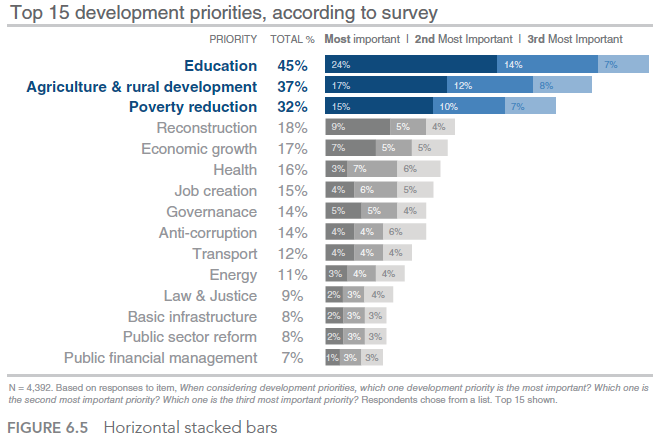 Top 15 development priorities, according to survey
PRIORITY TOTAL % Most important | 2nd Most Important | 3rd Most Important
Education 45% 24% 14% 7%
Agriculture & rural development 37% 17% 12% 8%
Poverty reduction 32% 15% 10% 7%
Reconstruction 18% 9% 5% 4%
Economic growth 17% 7% 5% 5%
Health 16% 3% 7% 6%
Job creation 15% 4% 6% 5%
Governanace 14% 5% 5% 4%
Anti-corruption 14% 4% 4% 6%
Transport 12% 4% 4% 4%
Energy 11% 3% 4% 4%
Law & Justice 9% 2% 3% 4%
Basic infrastructure 8% 2% 3% 3%
Public sector reform 8% 2% 3% 3%
Public financial management 7% 1% 3% 3%
N = 4,392. Based on responses to item, When considering development priorities, which one development priority is the most important? Which one is
the second most important priority? Which one is the third most important priority? Respondents chose from a list. Top 15 shown.
FIGURE 6.5 Horizontal stacked bars